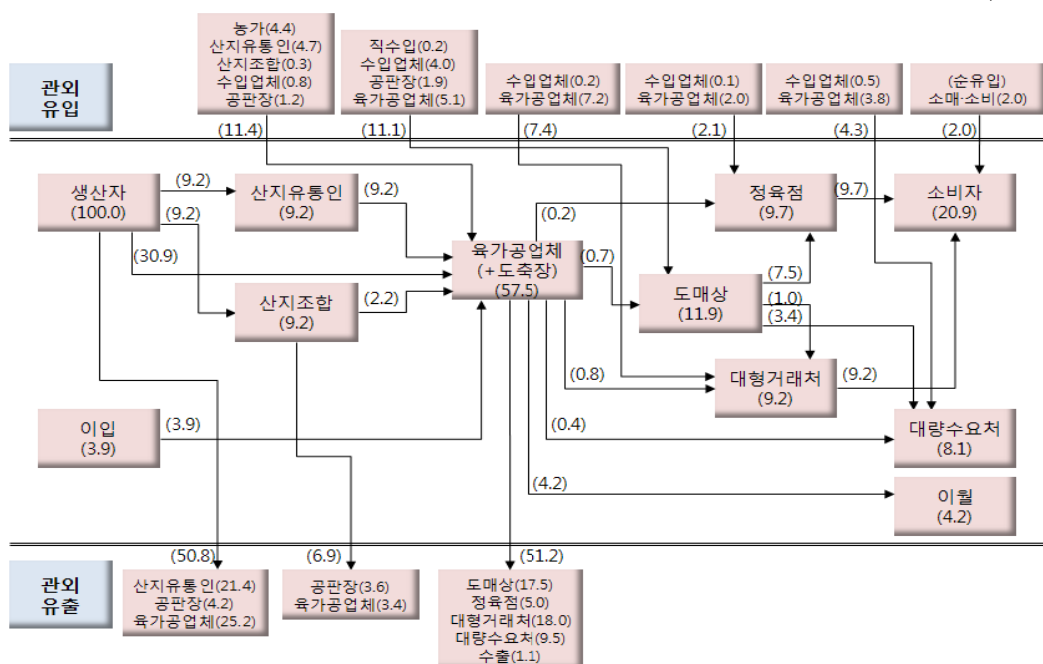 농가(4.4)
산지유통인(4.7)
산지조합(0.3)
수입업체(0.8)
공판장(1.2)
직수입(0.2)
수입업체(4.0)
공판장(1.9)
육가공업체(5.1)
수입업체(0.2)
육가공업체(7.2)
수입업체(0.1)
육가공업체(2.0)
수입업체(0.5)
육가공업체(3.8)
(순유입)
소매·소비(2.0)
관외
유입
(11.4)
(11.1)
(7.4)
(2.1)
(4.3)
(2.0)
생산자
(100.0)
(9.2)
(9.2)
(30.9)
산지유통인
(9.2)
(9.2)
산지조합
(9.2)
(2.2)
육가공업체
(+도축장)
(57.5)
(0.2)
(0.7)
정육점
(9.7)
(9.7)
소비자
(20.9)
도매상
(11.9)
(7.5)
(1.0)
(3.4)
대형거래처
(9.2)
(9.2)
(0.8)
(0.4)
(4.2)
이입
(3.9)
(3.9)
대량수요처
(8.1)
이월
(4.2)
관외
유출
(50.8)
(6.9)
(51.2)
산지유통인(21.4)
공판장(4.2)
육가공업체(25.2)
공판장(3.6)
육가공업체(3.4)
도매상(17.5)
정육점(5.0)
대형거래처(18.0)
대량수요처(9.5)
수출(1.1)